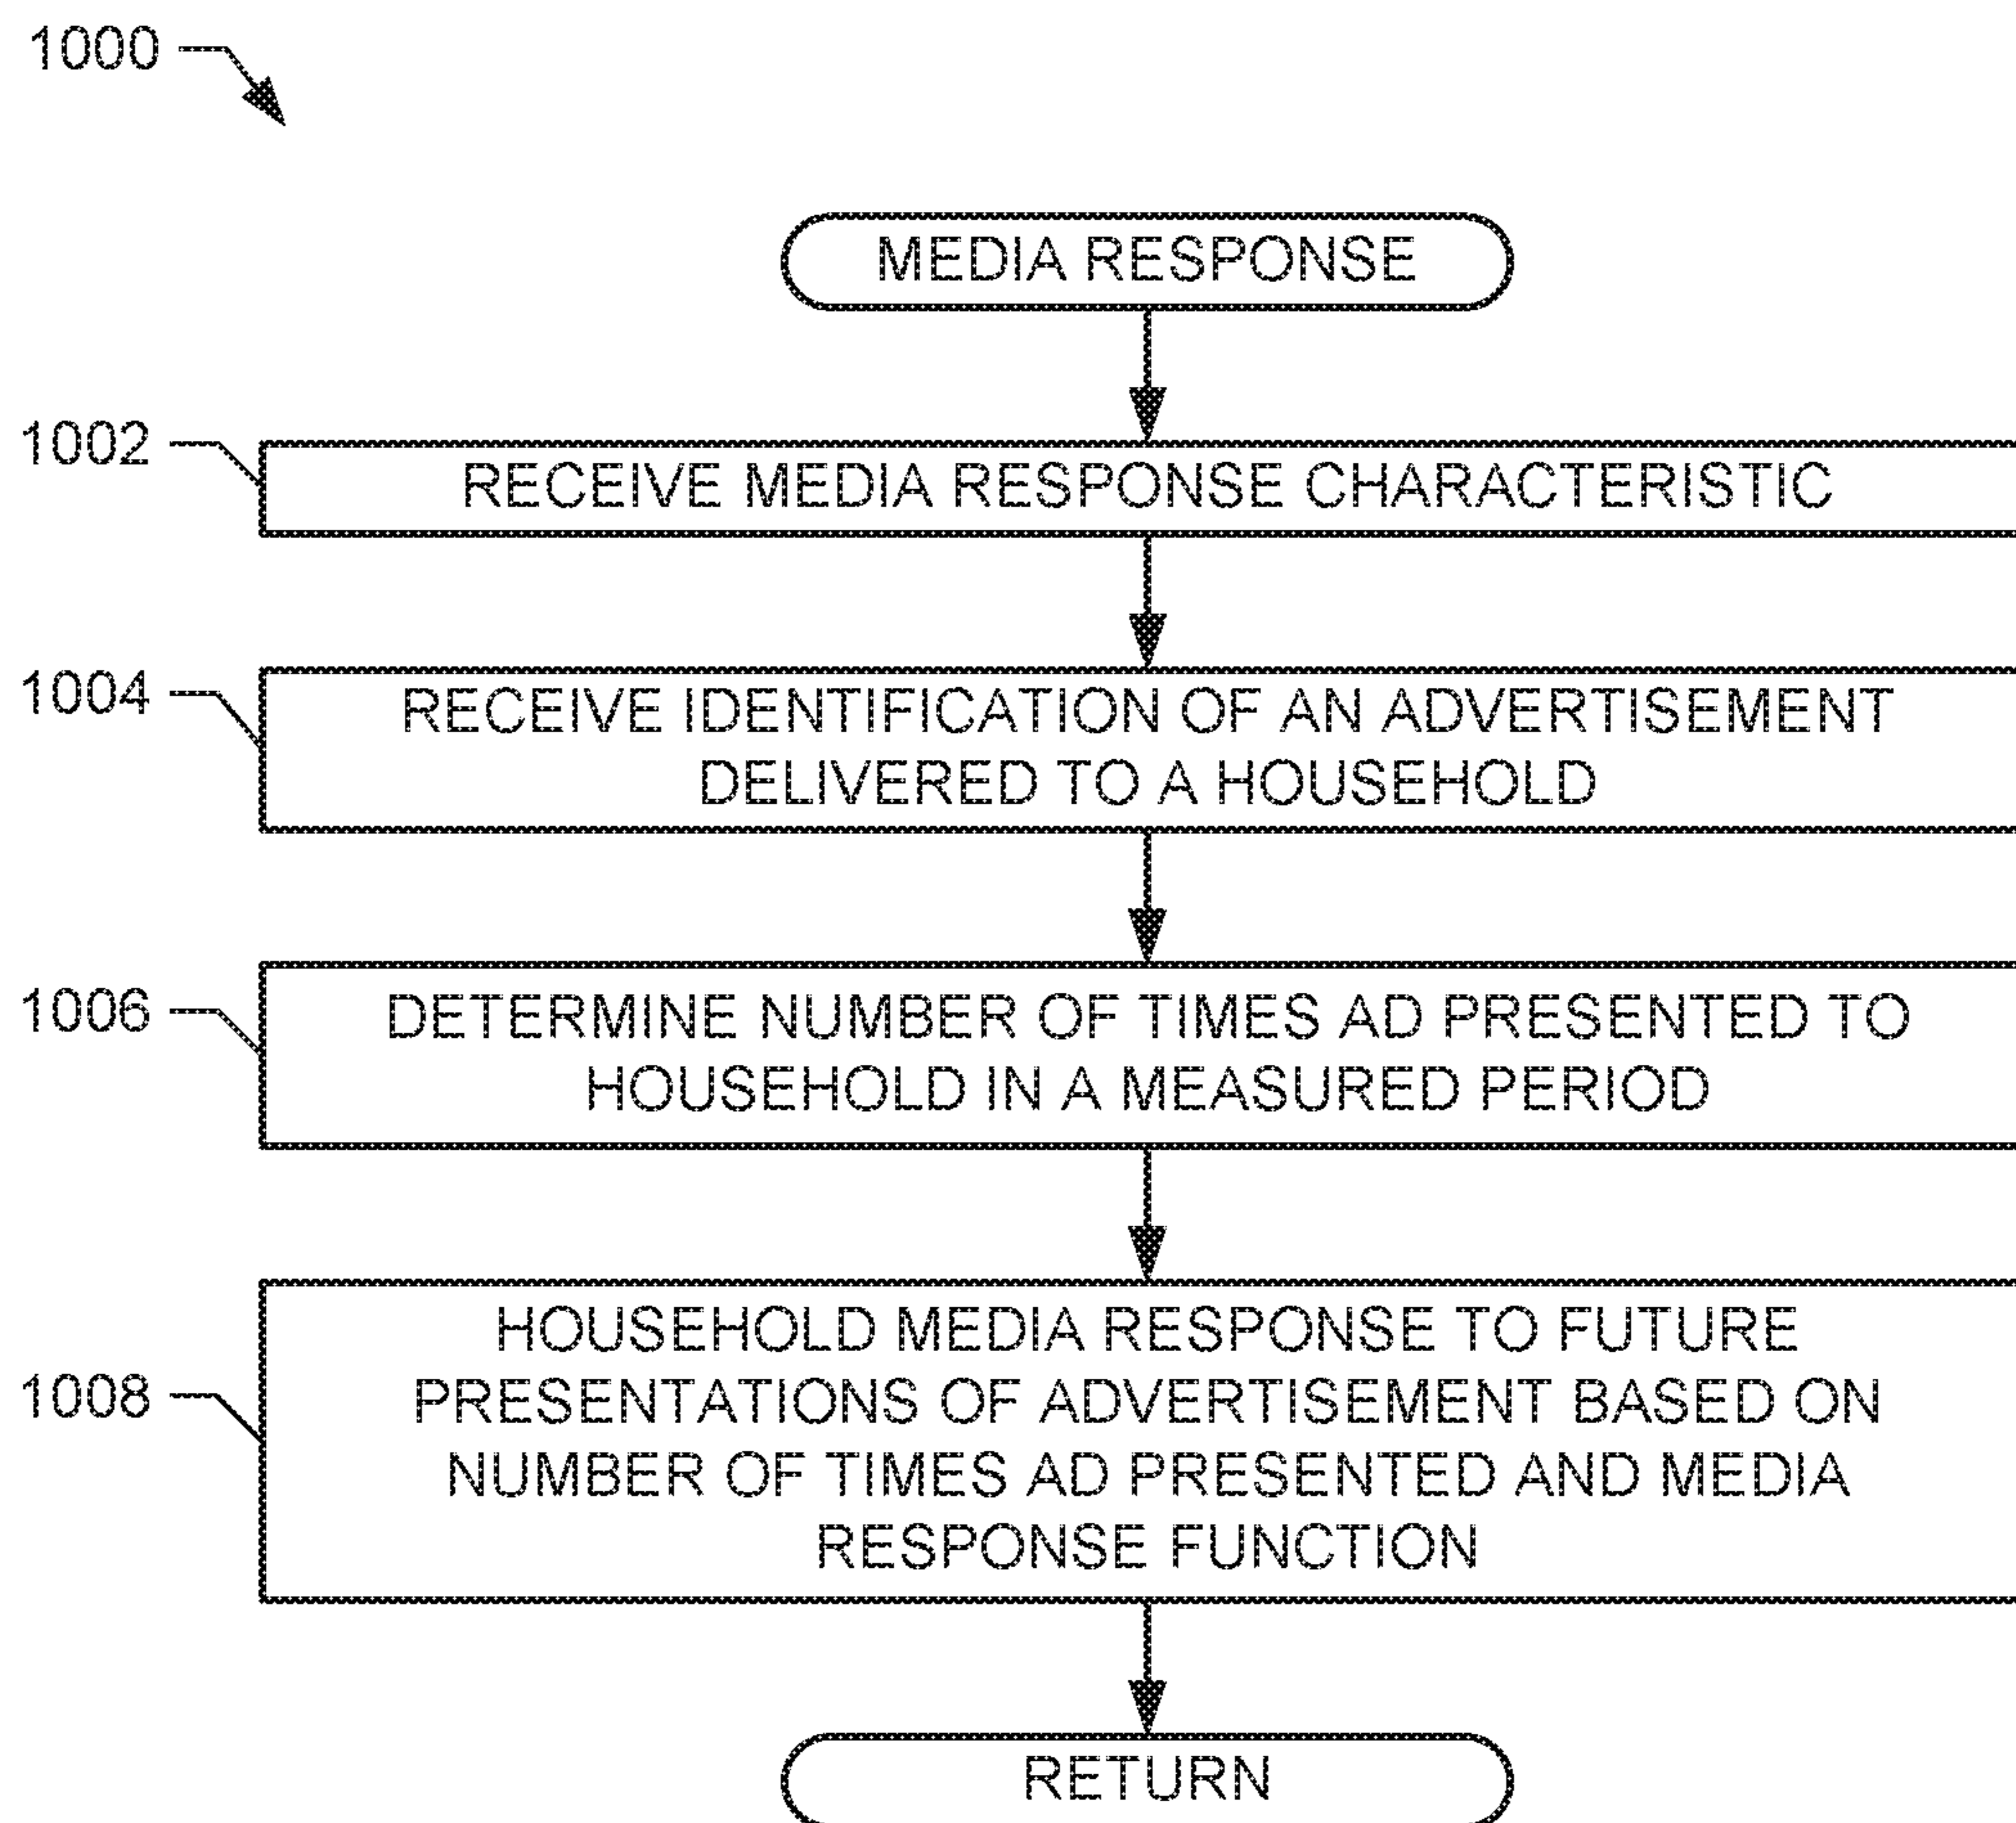 1000
MEDIA RESPONSE
1002
RECEIVE MEDIA RESPONSE CHARACTERISTIC
1004
RECEIVE IDENTIFICATION OF AN ADVERTISEMENT
DELIVERED TO A HOUSEHOLD
1006
DETERMINE NUMBER OF TIMES AD PRESENTED TO
HOUSEHOLD IN A MEASURED PERIOD
1008
HOUSEHOLD MEDIA RESPONSE TO FUTURE
PRESENTATIONS OF ADVERTISEMENT BASED ON
NUMBER OF TIMES AD PRESENTED AND MEDIA
RESPONSE FUNCTION
RETURN